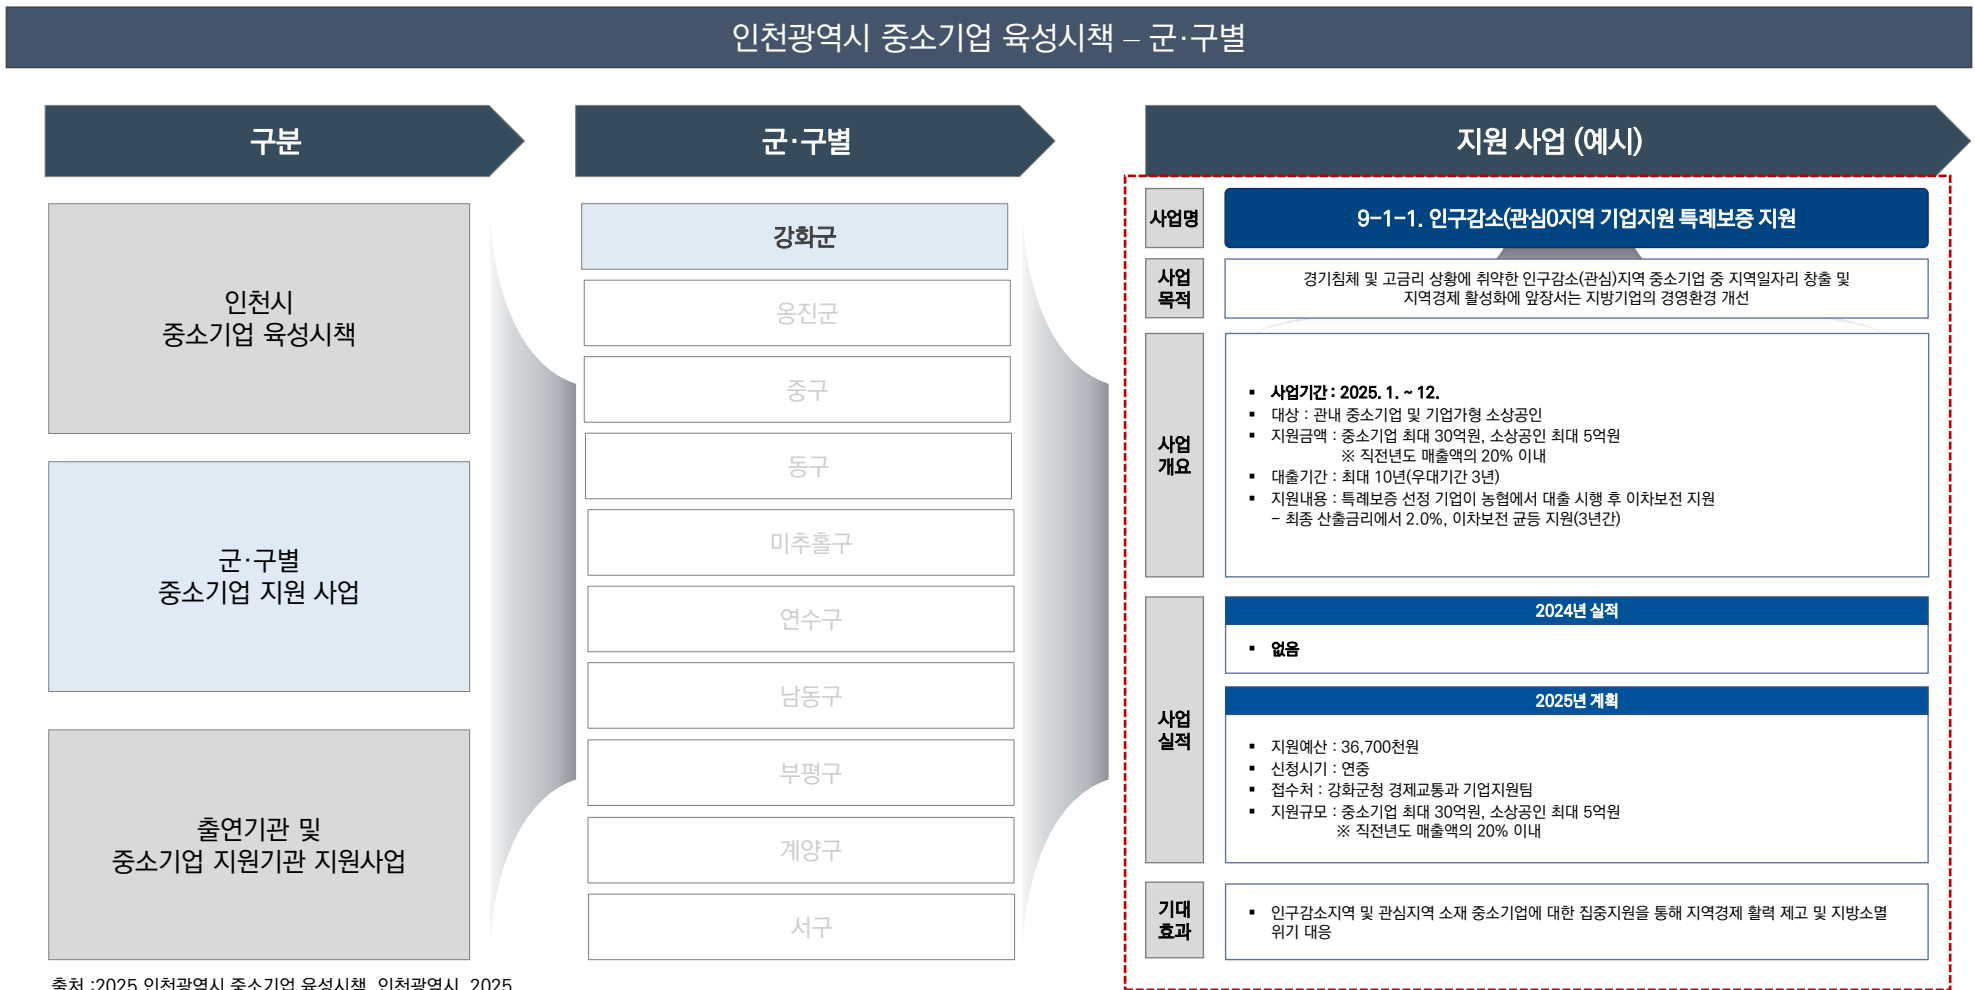 인천광역시 중소기업 육성시책 – 군·구별
구분
군·구별
지원 사업 (예시)
인천시
중소기업 육성시책
군·구별
중소기업 지원 사업
출연기관 및
중소기업 지원기관 지원사업
강화군
옹진군
중구
동구
미추홀구
연수구
남동구
부평구
계양구
서구
사업명
9-1-1. 인구감소(관심0지역 기업지원 특례보증 지원
사업
목적
경기침체 및 고금리 상황에 취약한 인구감소(관심)지역 중소기업 중 지역일자리 창출 및
지역경제 활성화에 앞장서는 지방기업의 경영환경 개선
사업
개요
▪ 사업기간 : 2025. 1. ~ 12.
▪ 대상 : 관내 중소기업 및 기업가형 소상공인
▪ 지원금액 : 중소기업 최대 30억원, 소상공인 최대 5억원
※ 직전년도 매출액의 20% 이내
▪ 대출기간 : 최대 10년(우대기간 3년)
▪ 지원내용 : 특례보증 선정 기업이 농협에서 대출 시행 후 이차보전 지원
– 최종 산출금리에서 2.0%, 이차보전 균등 지원(3년간)
사업
실적
2024년 실적
▪ 없음
2025년 계획
▪ 지원예산 : 36,700천원
▪ 신청시기 : 연중
▪ 접수처 : 강화군청 경제교통과 기업지원팀
▪ 지원규모 : 중소기업 최대 30억원, 소상공인 최대 5억원
※ 직전년도 매출액의 20% 이내
기대
효과
▪ 인구감소지역 및 관심지역 소재 중소기업에 대한 집중지원을 통해 지역경제 활력 제고 및 지방소멸
위기 대응
출처 :2025 인천광역시 중소기업 육성시책, 인천광역시, 2025